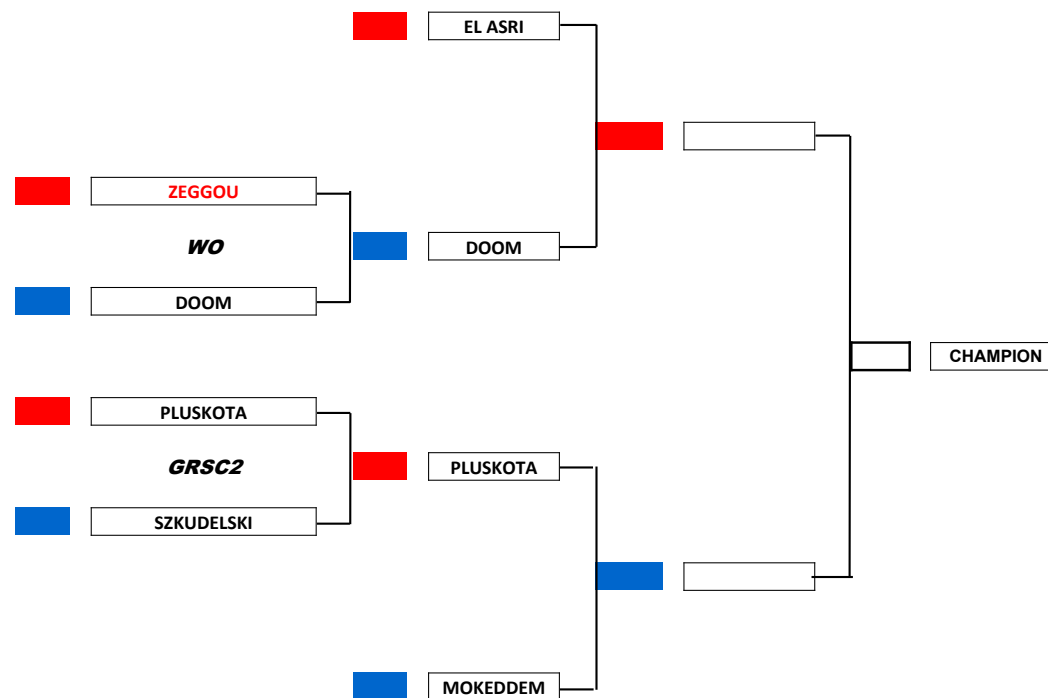 EL ASRI
ZEGGOU
WO
DOOM
DOOM
CHAMPION
PLUSKOTA
GRSC2
PLUSKOTA
SZKUDELSKI
MOKEDDEM